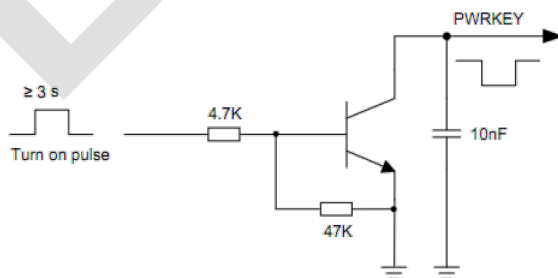 PWRKEY
≥ 3 s
4.7K
10nF
Turn on pulse
47K